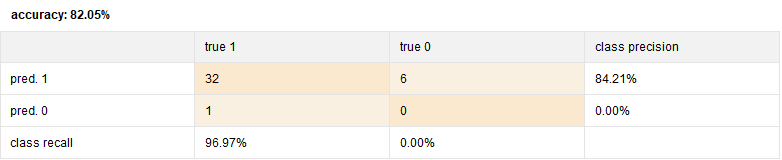 accuracy: 82.05%
true 1 true 0 class precision
pred. 1 32 6 84.21%
pred. 0 1 0 0.00%
class recall 96.97% 0.00%